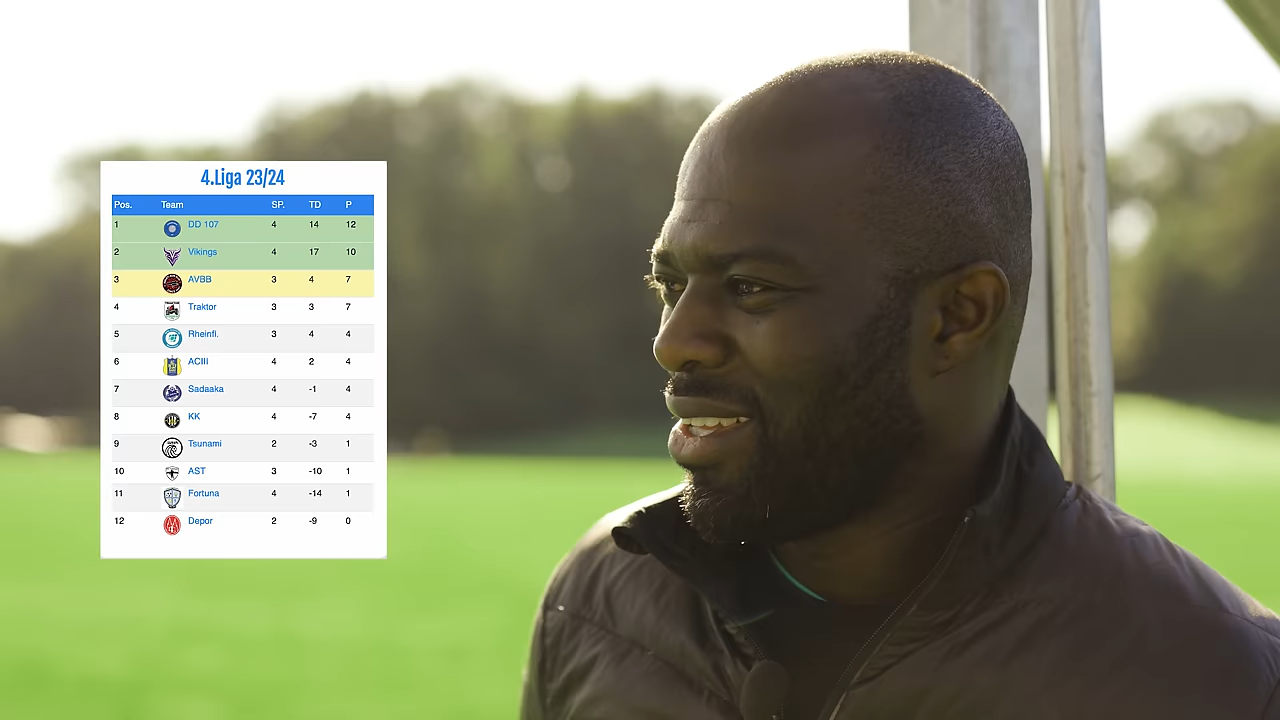 4.Liga 23/24
Pos. Team SP. TD P
1 DD 107 4 14 12
2 Vikings 4 17 10
3 AVBB 3 4 7
4 Traktor 3 3 7
5 Rheinfl. 3 4 4
6 ACIII 4 2 4
7 Sadaaka 4 -1 4
8 KK 4 -7 4
9 Tsunami 2 -3 1
10 AST 3 -10 1
11 Fortuna 4 -14 1
12 Depor 2 -9 0